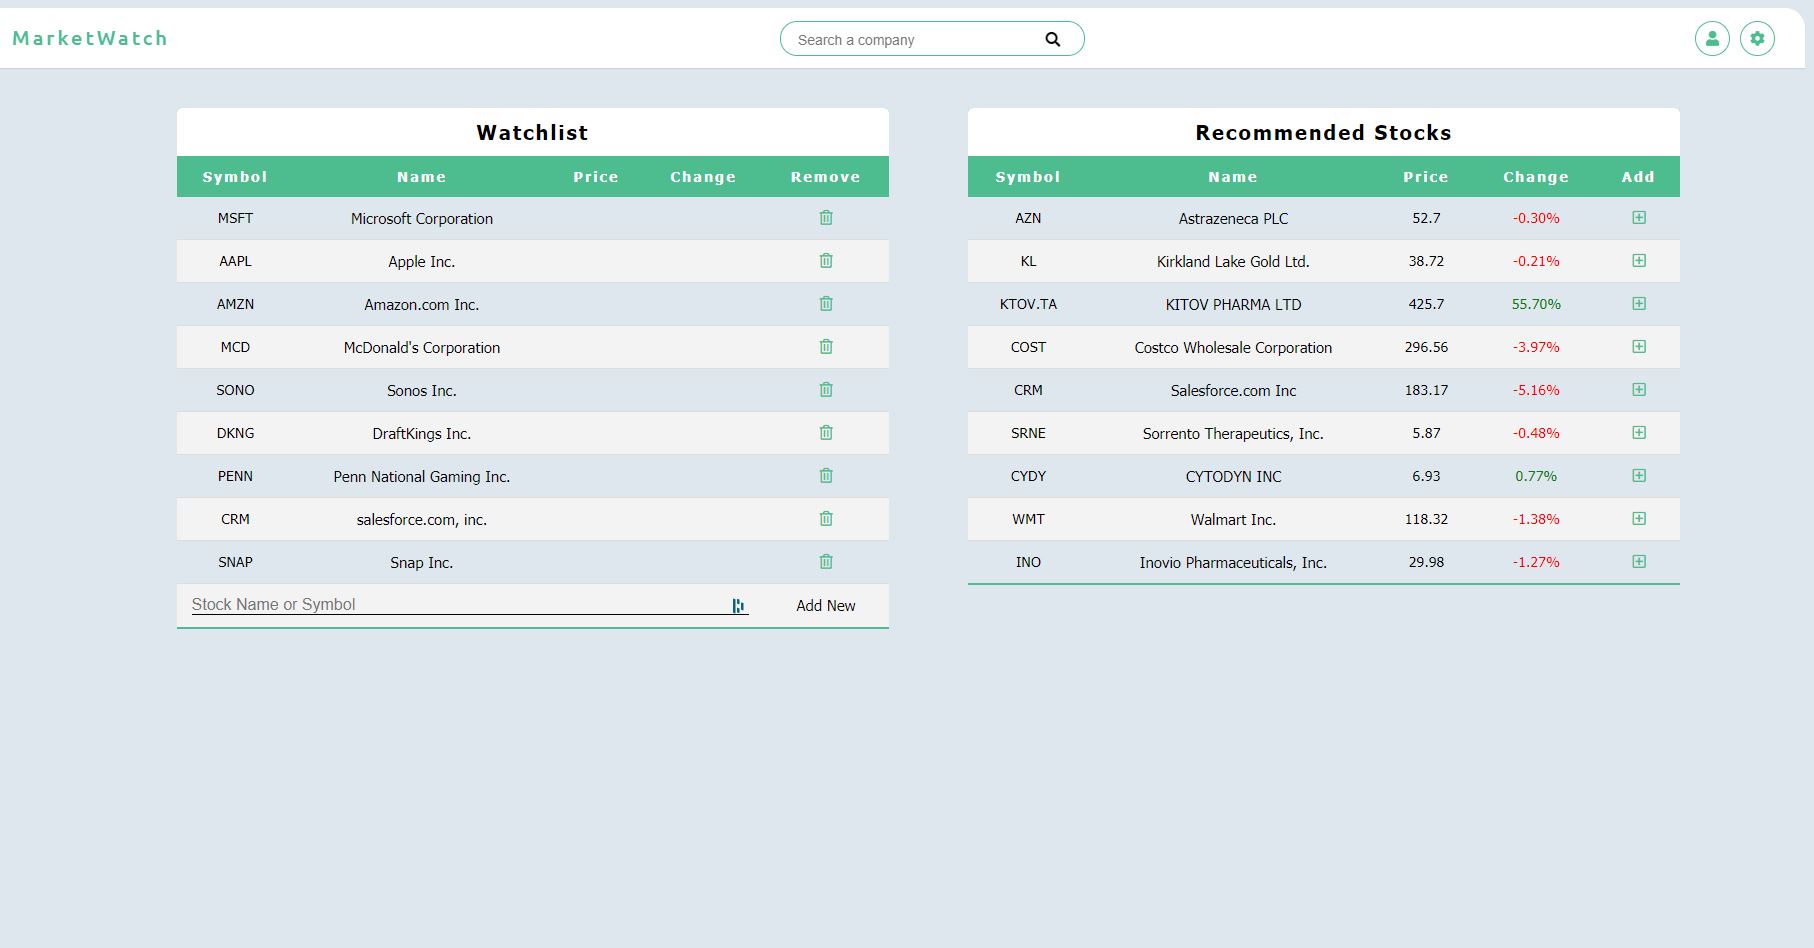 MarketWatch
Search a company
Watchlist
Symbol Name Price Change Remove
MSFT Microsoft Corporation
AAPL Apple Inc.
AMZN Amazon.com Inc.
MCD McDonald's Corporation
SONO Sonos Inc.
DKNG DraftKings Inc.
PENN Penn National Gaming Inc.
CRM salesforce.com, inc.
SNAP Snap Inc.
Stock Name or Symbol Add New
Recommended Stocks
Symbol Name Price Change Add
AZN Astrazeneca PLC 52.7 -0.30%
KL Kirkland Lake Gold Ltd. 38.72 -0.21%
KTOV.TA KITOV PHARMA LTD 425.7 55.70%
COST Costco Wholesale Corporation 296.56 -3.97%
CRM Salesforce.com Inc 183.17 -5.16%
SRNE Sorrento Therapeutics, Inc. 5.87 -0.48%
CYDY CYTODYN INC 6.93 0.77%
WMT Walmart Inc. 118.32 -1.38%
INO Inovio Pharmaceuticals, Inc. 29.98 -1.27%